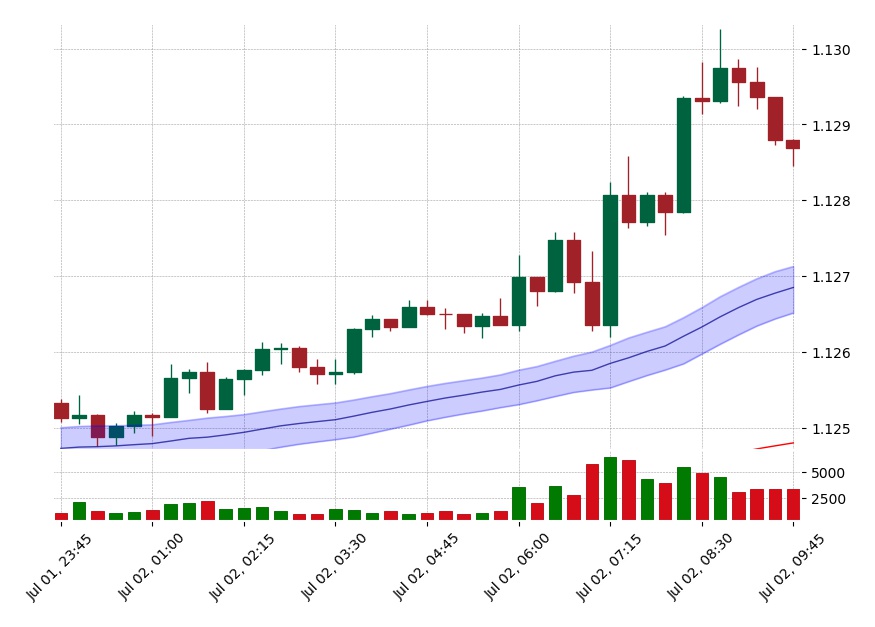 1.130
1.129
1.128
1.127
1.126
1.125
5000
2500
Jul 01, 23:45
Jul 02, 01:00
Jul 02, 02:15
Jul 02, 03:30
Jul 02, 04:45
Jul 02, 06:00
Jul 02, 07:15
Jul 02, 08:30
Jul 02, 09:45